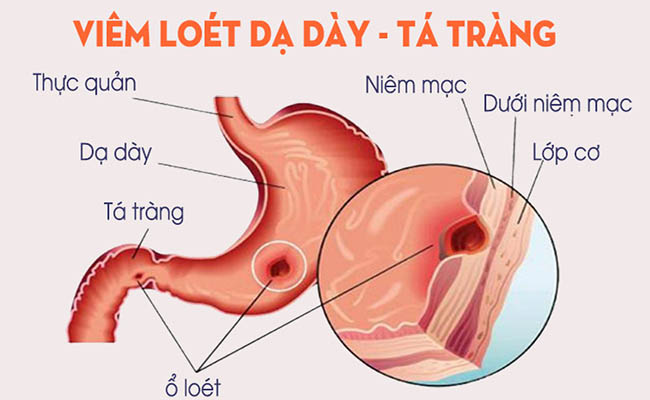 VIÊM LOÉT DẠ DÀY - TÁ TRÀNG
Thực quản
Niêm mạc
Dưới niêm mạc
Dạ dày
Lớp cơ
Tá tràng
ổ loét